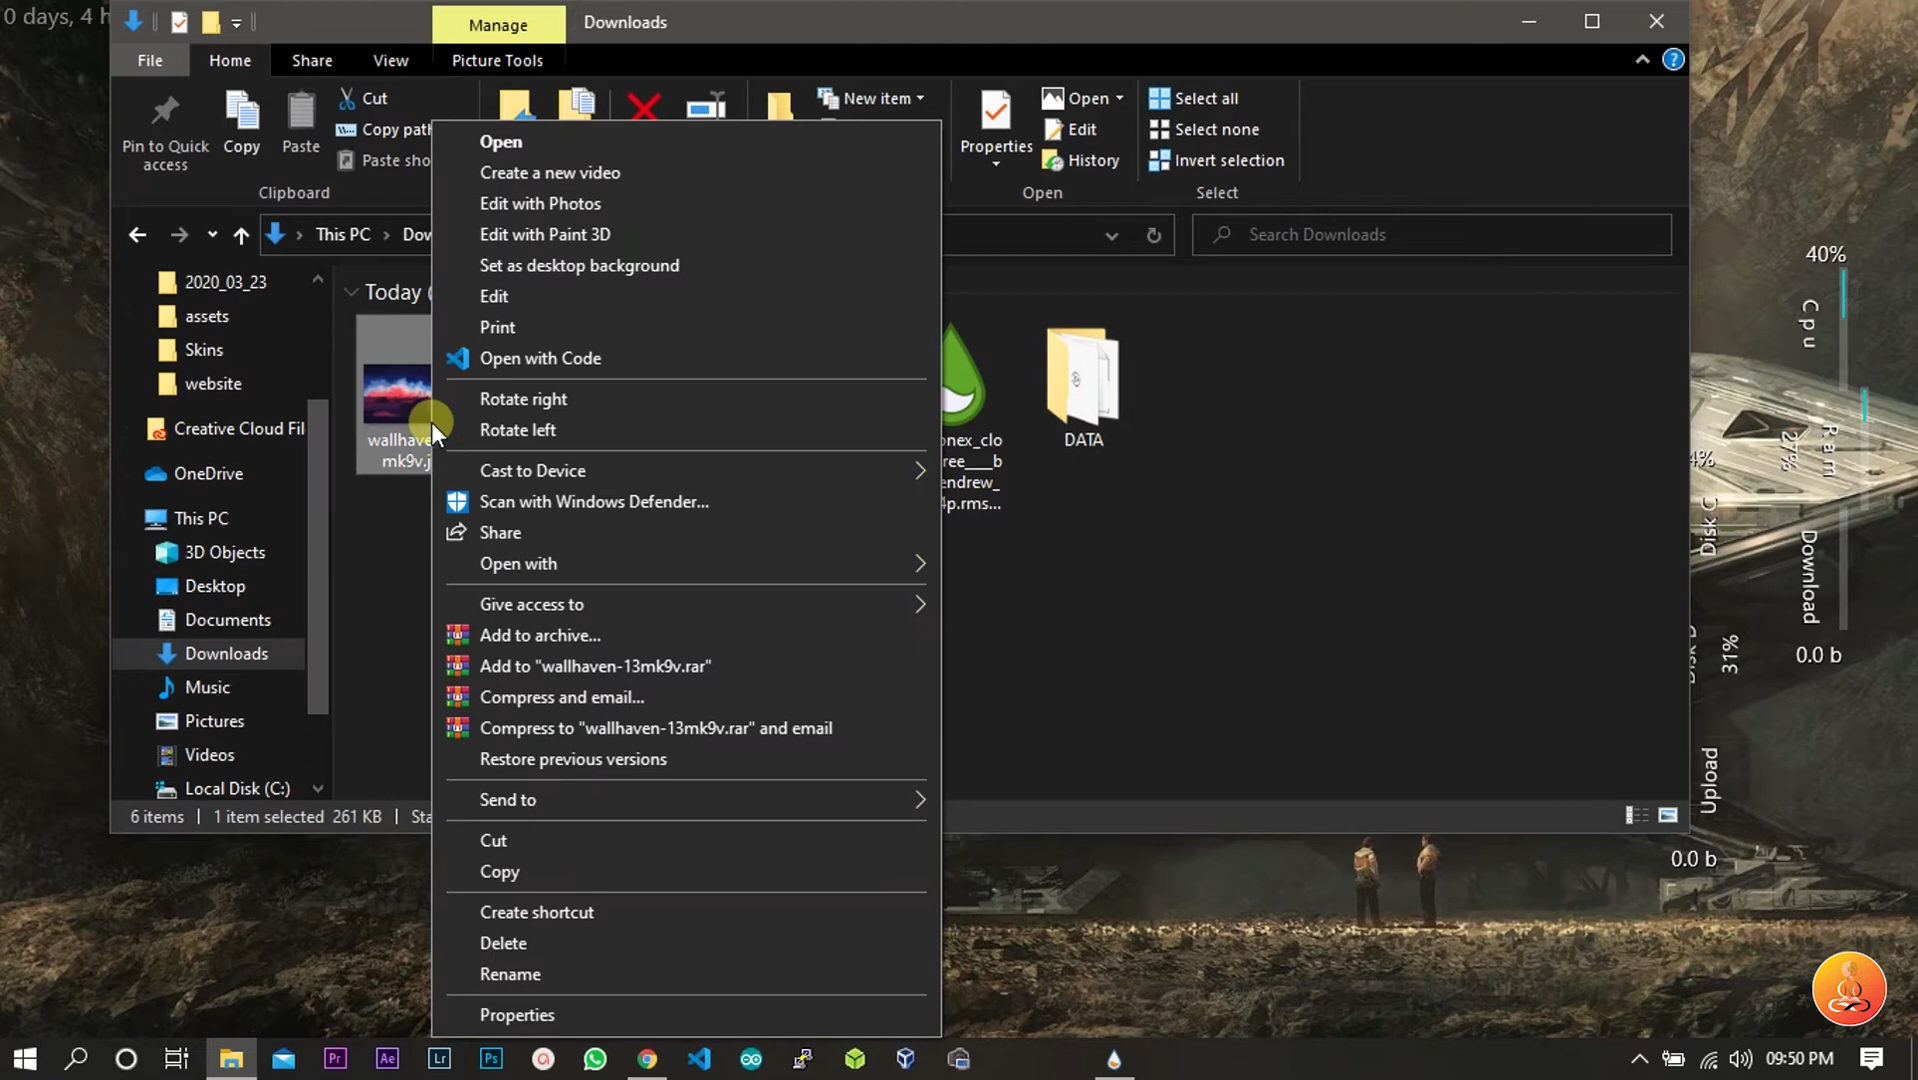 0 days, 4 h
Manage
Downloads
File
Home
Share
View
Picture Tools
Pin to Quick
access
Copy
Paste
Cut
Copy path
Paste sho
Clipboard
New item
Properties
Open
Edit
History
Open
Select all
Select none
Invert selection
Select
This PC
Dow
Search Downloads
2020_03_23
assets
Skins
website
Creative Cloud Fil
OneDrive
This PC
3D Objects
Desktop
Documents
Downloads
Music
Pictures
Videos
Local Disk (C:)
Today (
wallhave
mk9v.j
onex_clo
ree___b
endrew_
4p.rms...
DATA
Open
Create a new video
Edit with Photos
Edit with Paint 3D
Set as desktop background
Edit
Print
Open with Code
Rotate right
Rotate left
Cast to Device
Scan with Windows Defender...
Share
Open with
Give access to
Add to archive...
Add to "wallhaven-13mk9v.rar"
Compress and email...
Compress to "wallhaven-13mk9v.rar" and email
Restore previous versions
Send to
Cut
Copy
Create shortcut
Delete
Rename
Properties
6 items
1 item selected 261 KB
Sta
40%
Cpu
Ram
27%
4%
Disk C
Download
Disk D
31%
0.0 b
Upload
0.0 b
Pr
Ae
Lr
Ps
09:50 PM